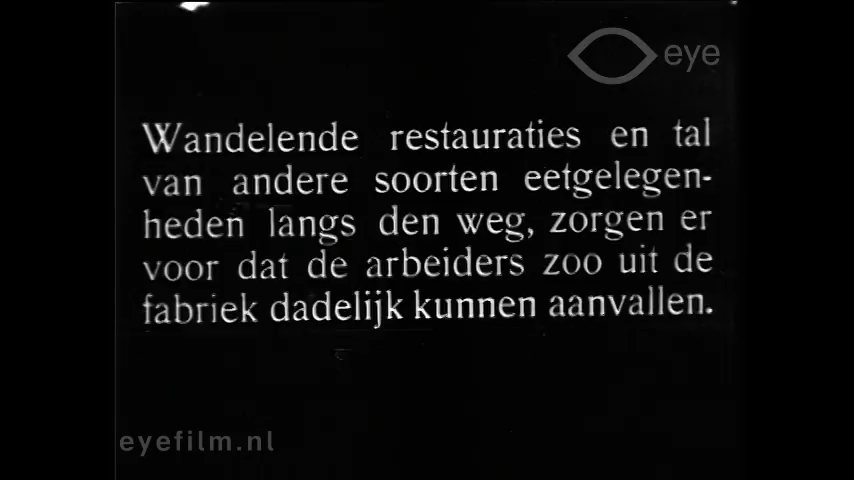 eye
Wandelende restauraties en tal
van andere soorten eetgelegen-
heden langs den weg, zorgen er
voor dat de arbeiders zoo uit de
fabriek dadelijk kunnen aanvallen.
eyefilm.nl